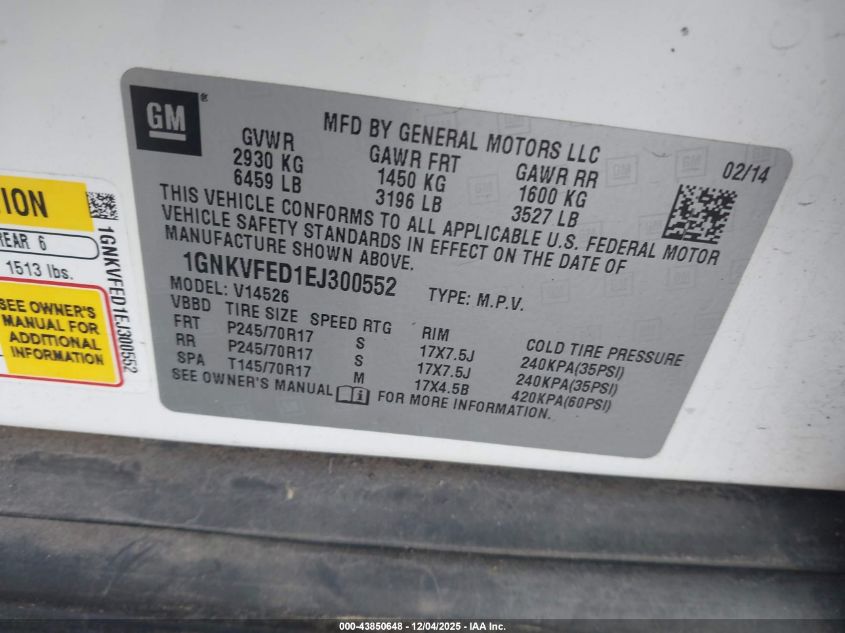 GM ®
MFD BY GENERAL MOTORS LLC
GVWR GAWR FRT GAWR RR 02/14
2930 KG 1450 KG 1600 KG
6459 LB 3196 LB 3527 LB
THIS VEHICLE CONFORMS TO ALL APPLICABLE U.S. FEDERAL MOTOR
VEHICLE SAFETY STANDARDS IN EFFECT ON THE DATE OF
MANUFACTURE SHOWN ABOVE.
1GNKVFED1EJ300552 TYPE: M.P.V.
MODEL: V14526
VBBD TIRE SIZE SPEED RTG RIM COLD TIRE PRESSURE
FRT P245/70R17 S 17X7.5J 240KPA(35PSI)
RR P245/70R17 S 17X7.5J 240KPA(35PSI)
SPA T145/70R17 M 17X4.5B 420KPA(60PSI)
SEE OWNER'S MANUAL FOR MORE INFORMATION.
TION
REAR 6
1513 lbs.
SEE OWNER'S
MANUAL FOR
ADDITIONAL
INFORMATION
1GNKVFED1EJ300552
000-43850648 - 12/04/2025 - IAA Inc.